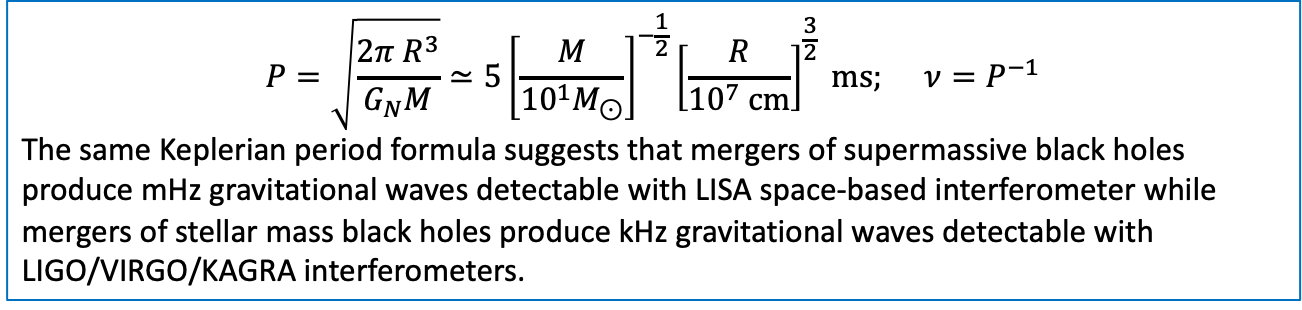 P = √(2π R³ / G_N M) ≃ 5 [M / 10¹M_⊙]^(-1/2) [R / 10⁷ cm]^(3/2) ms; ν = P⁻¹
The same Keplerian period formula suggests that mergers of supermassive black holes
produce mHz gravitational waves detectable with LISA space-based interferometer while
mergers of stellar mass black holes produce kHz gravitational waves detectable with
LIGO/VIRGO/KAGRA interferometers.